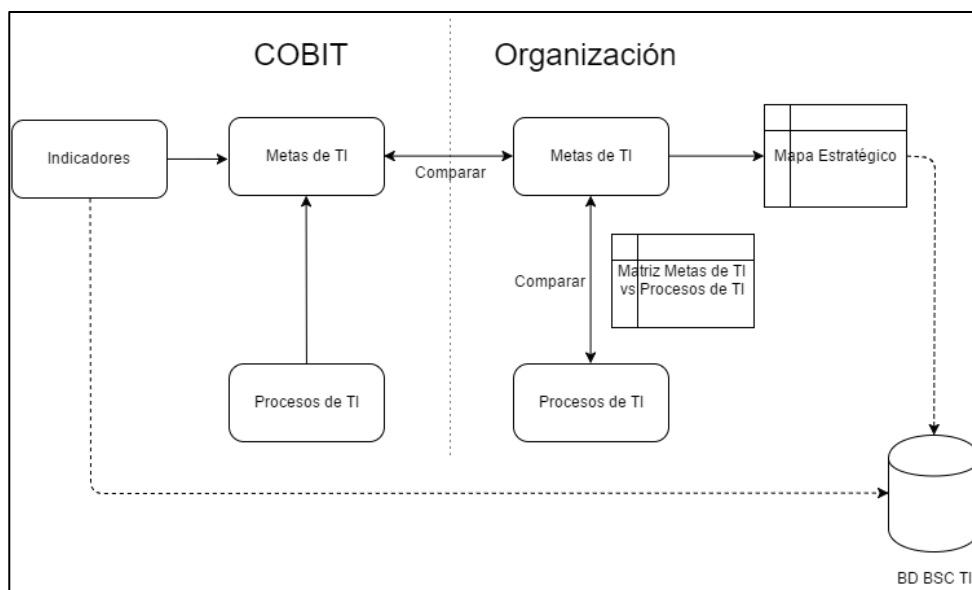 COBIT
Organización
Indicadores
Metas de TI
Comparar
Metas de TI
Mapa Estratégico
Comparar
Matriz Metas de TI
vs Procesos de TI
Procesos de TI
Procesos de TI
BD BSC TI